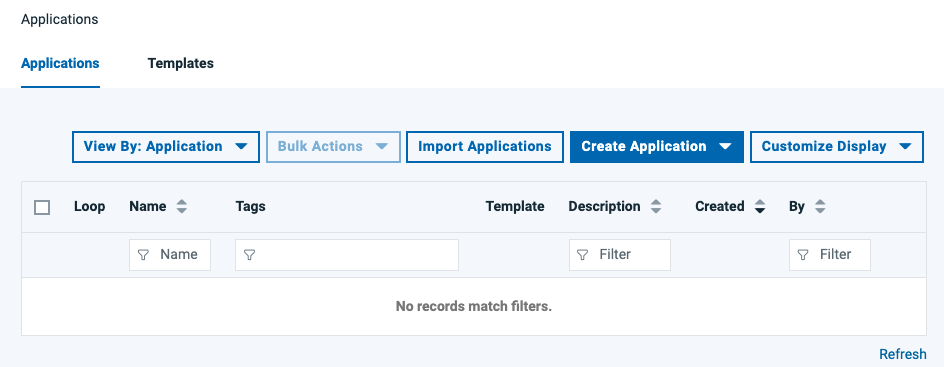 Applications
Applications Templates
View By: Application Bulk Actions Import Applications Create Application Customize Display
Loop Name Tags Template Description Created By
Name Filter Filter
No records match filters.
Refresh